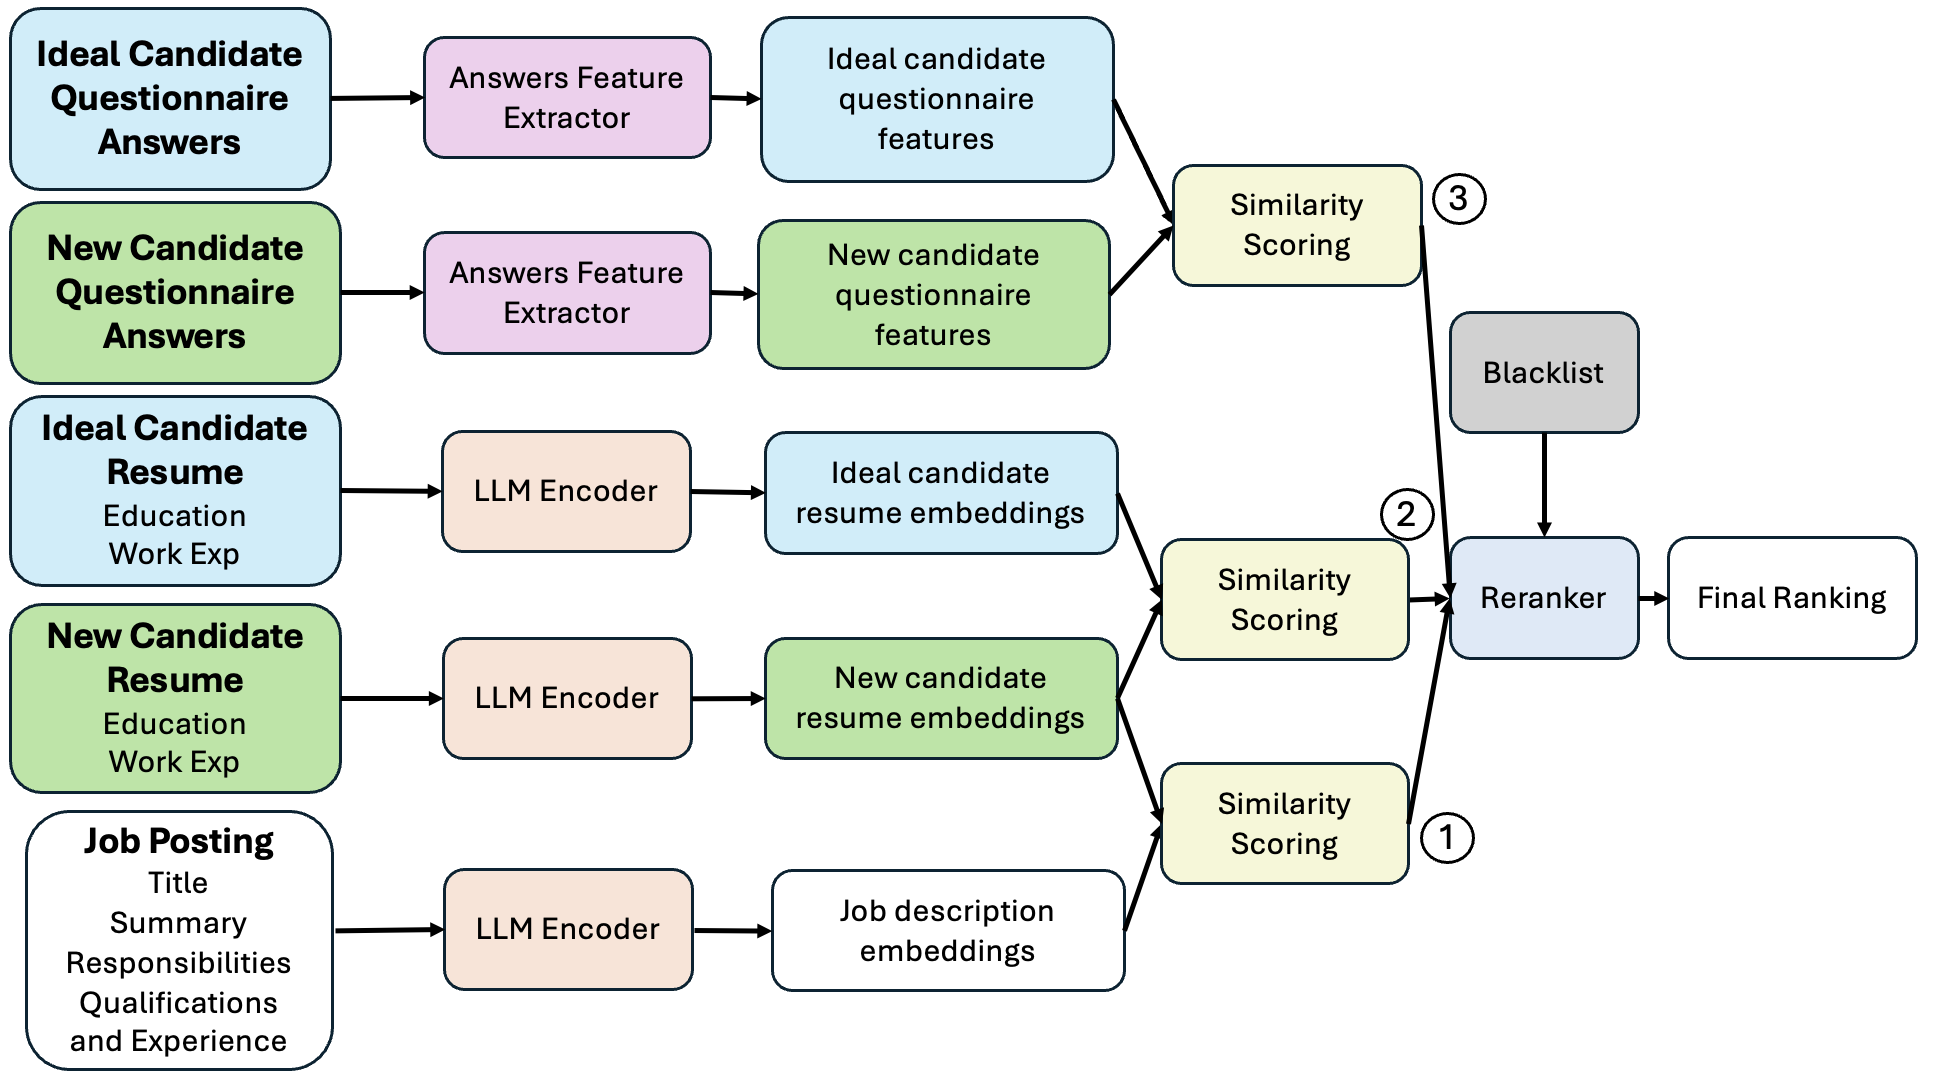 Ideal Candidate
Questionnaire
Answers
Answers Feature
Extractor
Ideal candidate
questionnaire
features
New Candidate
Questionnaire
Answers
Answers Feature
Extractor
New candidate
questionnaire
features
Similarity
Scoring
3
Blacklist
Ideal Candidate
Resume
Education
Work Exp
LLM Encoder
Ideal candidate
resume embeddings
New Candidate
Resume
Education
Work Exp
LLM Encoder
New candidate
resume embeddings
Similarity
Scoring
2
Reranker
Final Ranking
Job Posting
Title
Summary
Responsibilities
Qualifications
and Experience
LLM Encoder
Job description
embeddings
Similarity
Scoring
1